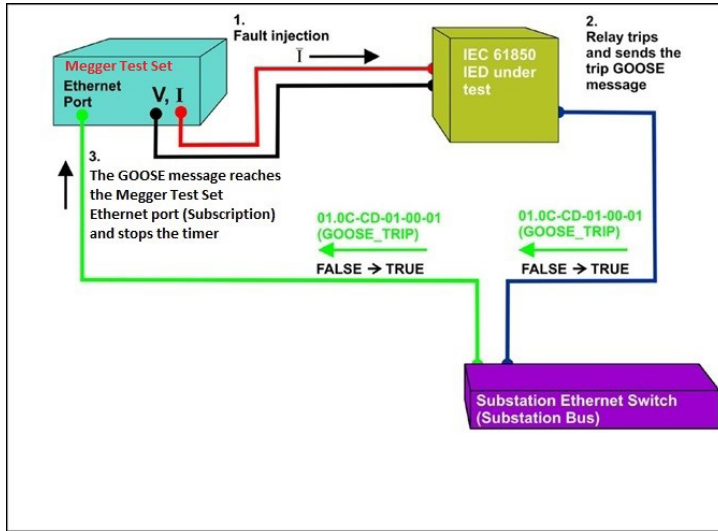 1.
Fault injection
I
Megger Test Set
Ethernet
Port
V, I
IEC 61850
IED under
test
2.
Relay trips
and sends the
trip GOOSE
message
3.
The GOOSE message reaches
the Megger Test Set
Ethernet port (Subscription)
and stops the timer
01.0C-CD-01-00-01
(GOOSE_TRIP)
FALSE → TRUE
01.0C-CD-01-00-01
(GOOSE_TRIP)
FALSE → TRUE
Substation Ethernet Switch
(Substation Bus)